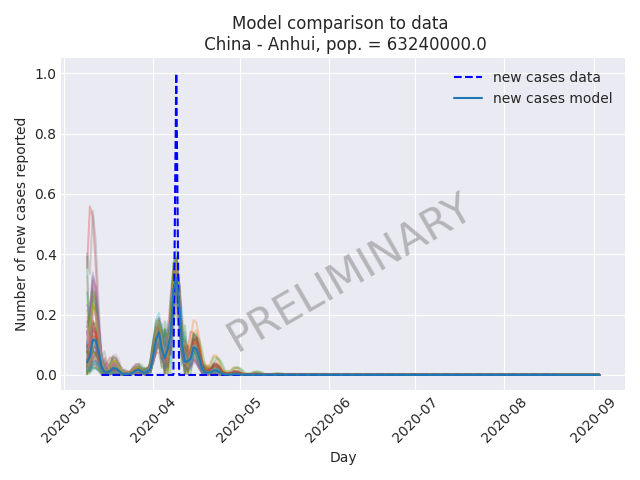 Model comparison to data
China - Anhui, pop. = 63240000.0
new cases data
new cases model
Number of new cases reported
1.0
0.8
0.6
0.4
0.2
0.0
PRELIMINARY
2020-03
2020-04
2020-05
2020-06
2020-07
2020-08
2020-09
Day